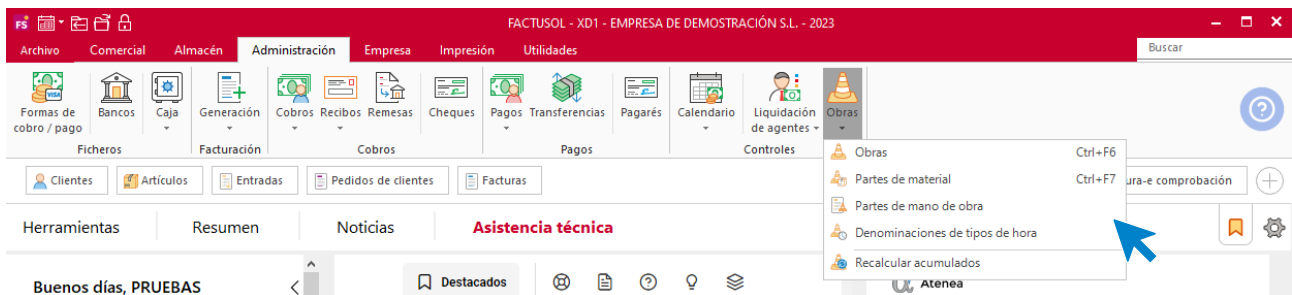 FS
FACTUSOL - XD1 - EMPRESA DE DEMOSTRACIÓN S.L. - 2023
Archivo Comercial Almacén Administración Empresa Impresión Utilidades Buscar
Formas de cobro / pago Bancos Caja Generación Cobros Recibos Remesas Cheques Pagos Transferencias Pagarés Calendario Liquidación de agentes Obras
Ficheros Facturación Cobros Pagos Controles
Obras Ctrl+F6
Partes de material Ctrl+F7
Partes de mano de obra
Denominaciones de tipos de hora
Recalcular acumulados
Clientes Artículos Entradas Pedidos de clientes Facturas ura-e comprobación
Herramientas Resumen Noticias Asistencia técnica
Buenos días, PRUEBAS Destacados Atenea